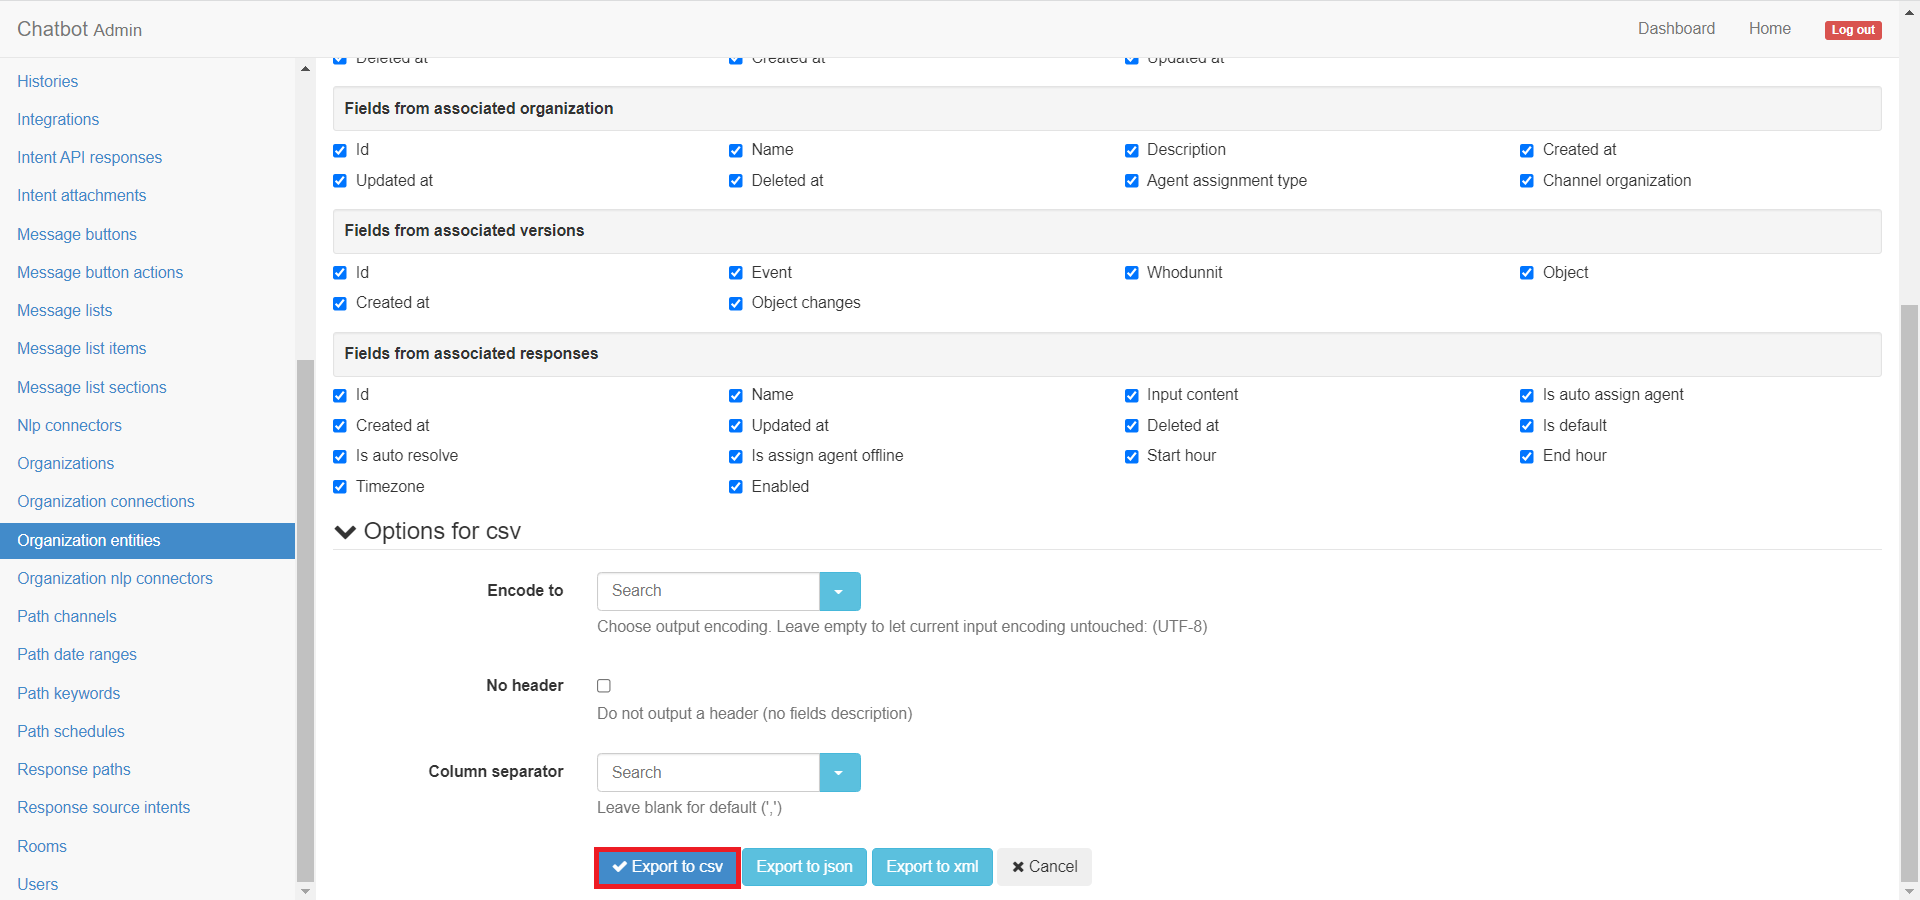 Chatbot Admin
Dashboard Home Log out
Histories
Integrations
Intent API responses
Intent attachments
Message buttons
Message button actions
Message lists
Message list items
Message list sections
Nlp connectors
Organizations
Organization connections
Organization entities
Organization nlp connectors
Path channels
Path date ranges
Path keywords
Path schedules
Response paths
Response source intents
Rooms
Users
Deleted at Created at Updated at
Fields from associated organization
Id Name Description Created at
Updated at Deleted at Agent assignment type Channel organization
Fields from associated versions
Id Event Whodunnit Object
Created at Object changes
Fields from associated responses
Id Name Input content Is auto assign agent
Created at Updated at Deleted at Is default
Is auto resolve Is assign agent offline Start hour End hour
Timezone Enabled
Options for csv
Encode to Search
Choose output encoding. Leave empty to let current input encoding untouched: (UTF-8)
No header
Do not output a header (no fields description)
Column separator Search
Leave blank for default (',')
Export to csv Export to json Export to xml Cancel